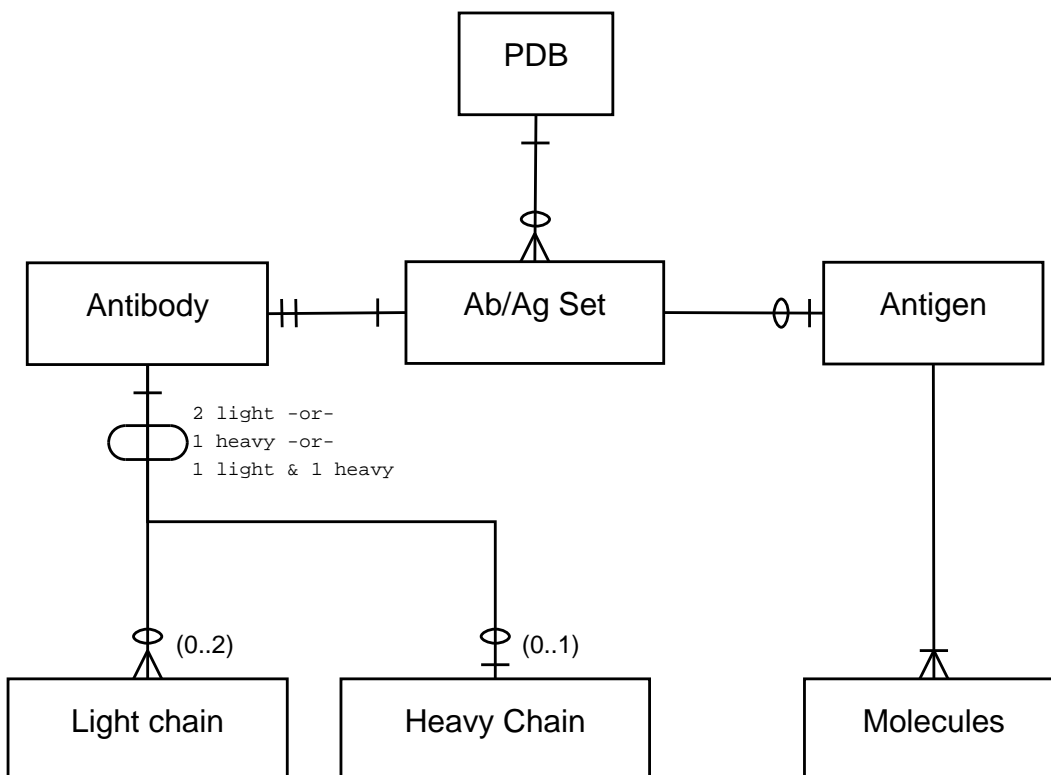 PDB
Antibody
Ab/Ag Set
Antigen
2 light -or-
1 heavy -or-
1 light & 1 heavy
(0..2)
(0..1)
Light chain
Heavy Chain
Molecules